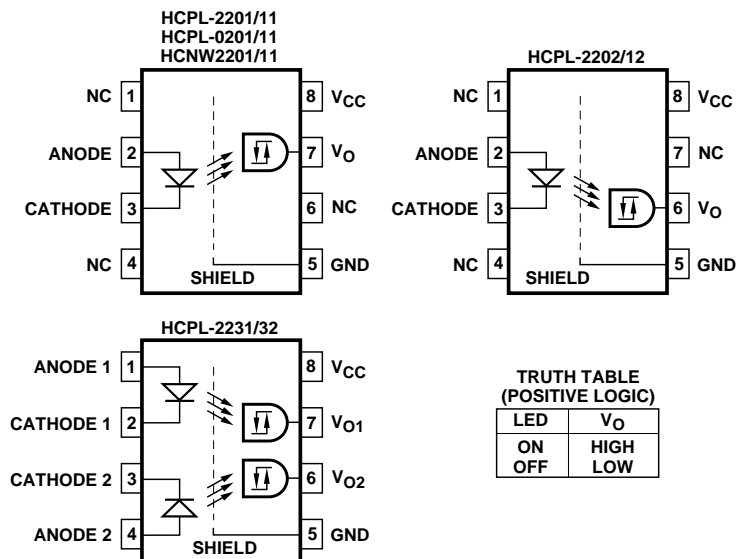 HCPL-2201/11
HCPL-0201/11
HCNW2201/11
NC 1
ANODE 2
CATHODE 3
NC 4
8 VCC
7 VO
6 NC
5 GND
SHIELD
HCPL-2202/12
NC 1
ANODE 2
CATHODE 3
NC 4
8 VCC
7 NC
6 VO
5 GND
SHIELD
HCPL-2231/32
ANODE 1 1
CATHODE 1 2
CATHODE 2 3
ANODE 2 4
8 VCC
7 VO1
6 VO2
5 GND
SHIELD
TRUTH TABLE
(POSITIVE LOGIC)
LED VO
ON HIGH
OFF LOW